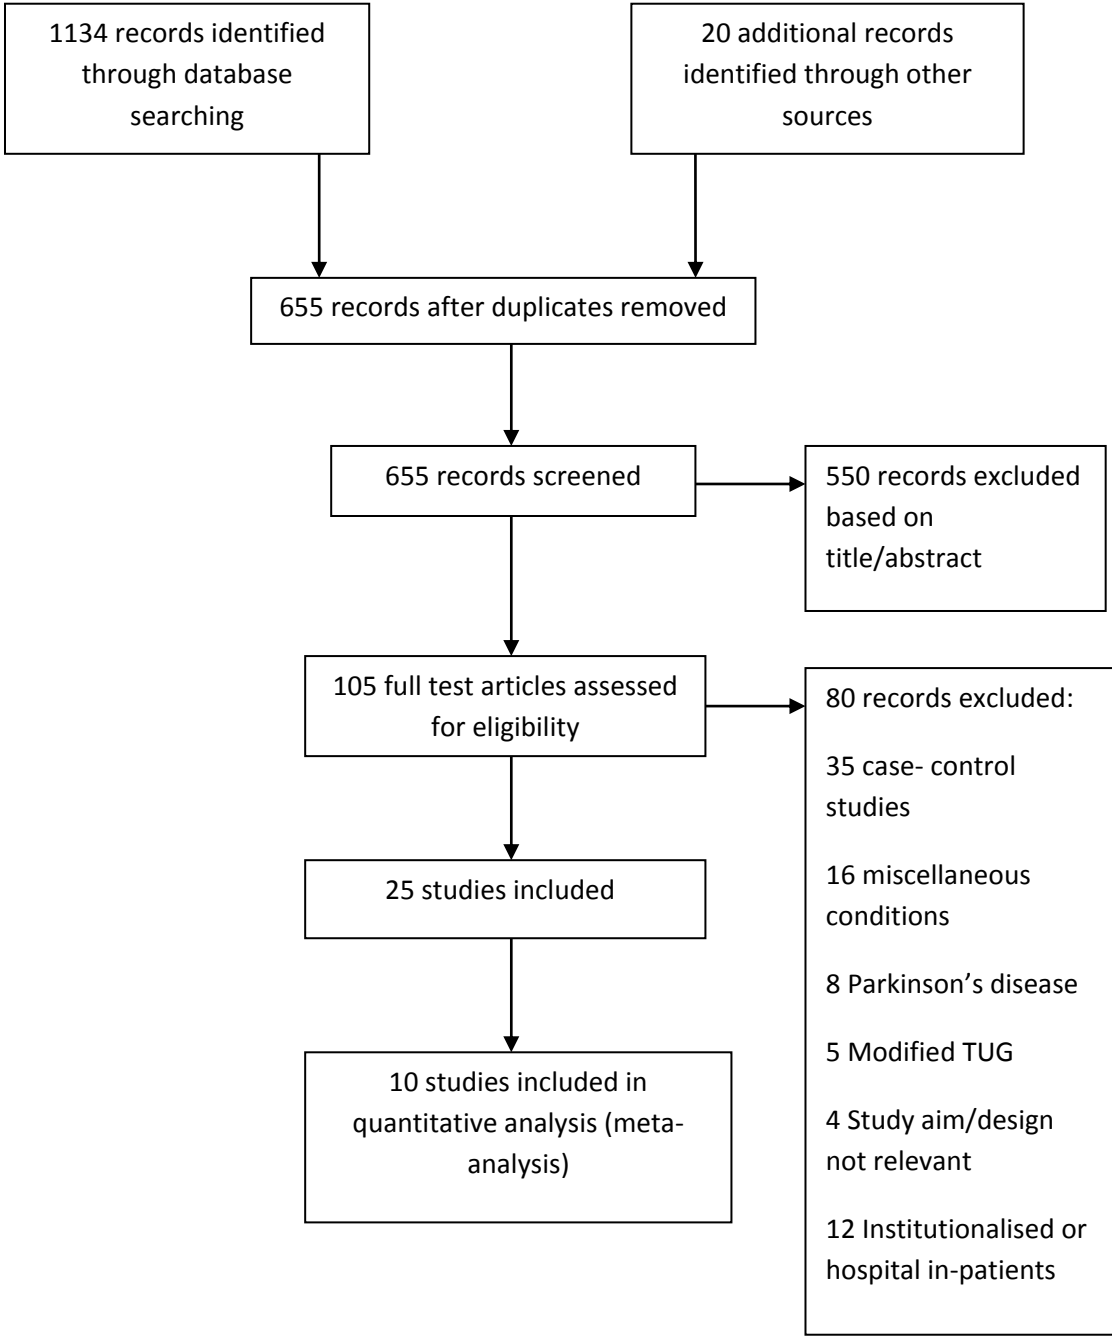 1134 records identified
through database
searching
20 additional records
identified through other
sources
655 records after duplicates removed
655 records screened
550 records excluded
based on
title/abstract
105 full test articles assessed
for eligibility
80 records excluded:
35 case- control
studies
16 miscellaneous
conditions
8 Parkinson’s disease
5 Modified TUG
4 Study aim/design
not relevant
12 Institutionalised or
hospital in-patients
25 studies included
10 studies included in
quantitative analysis (meta-
analysis)